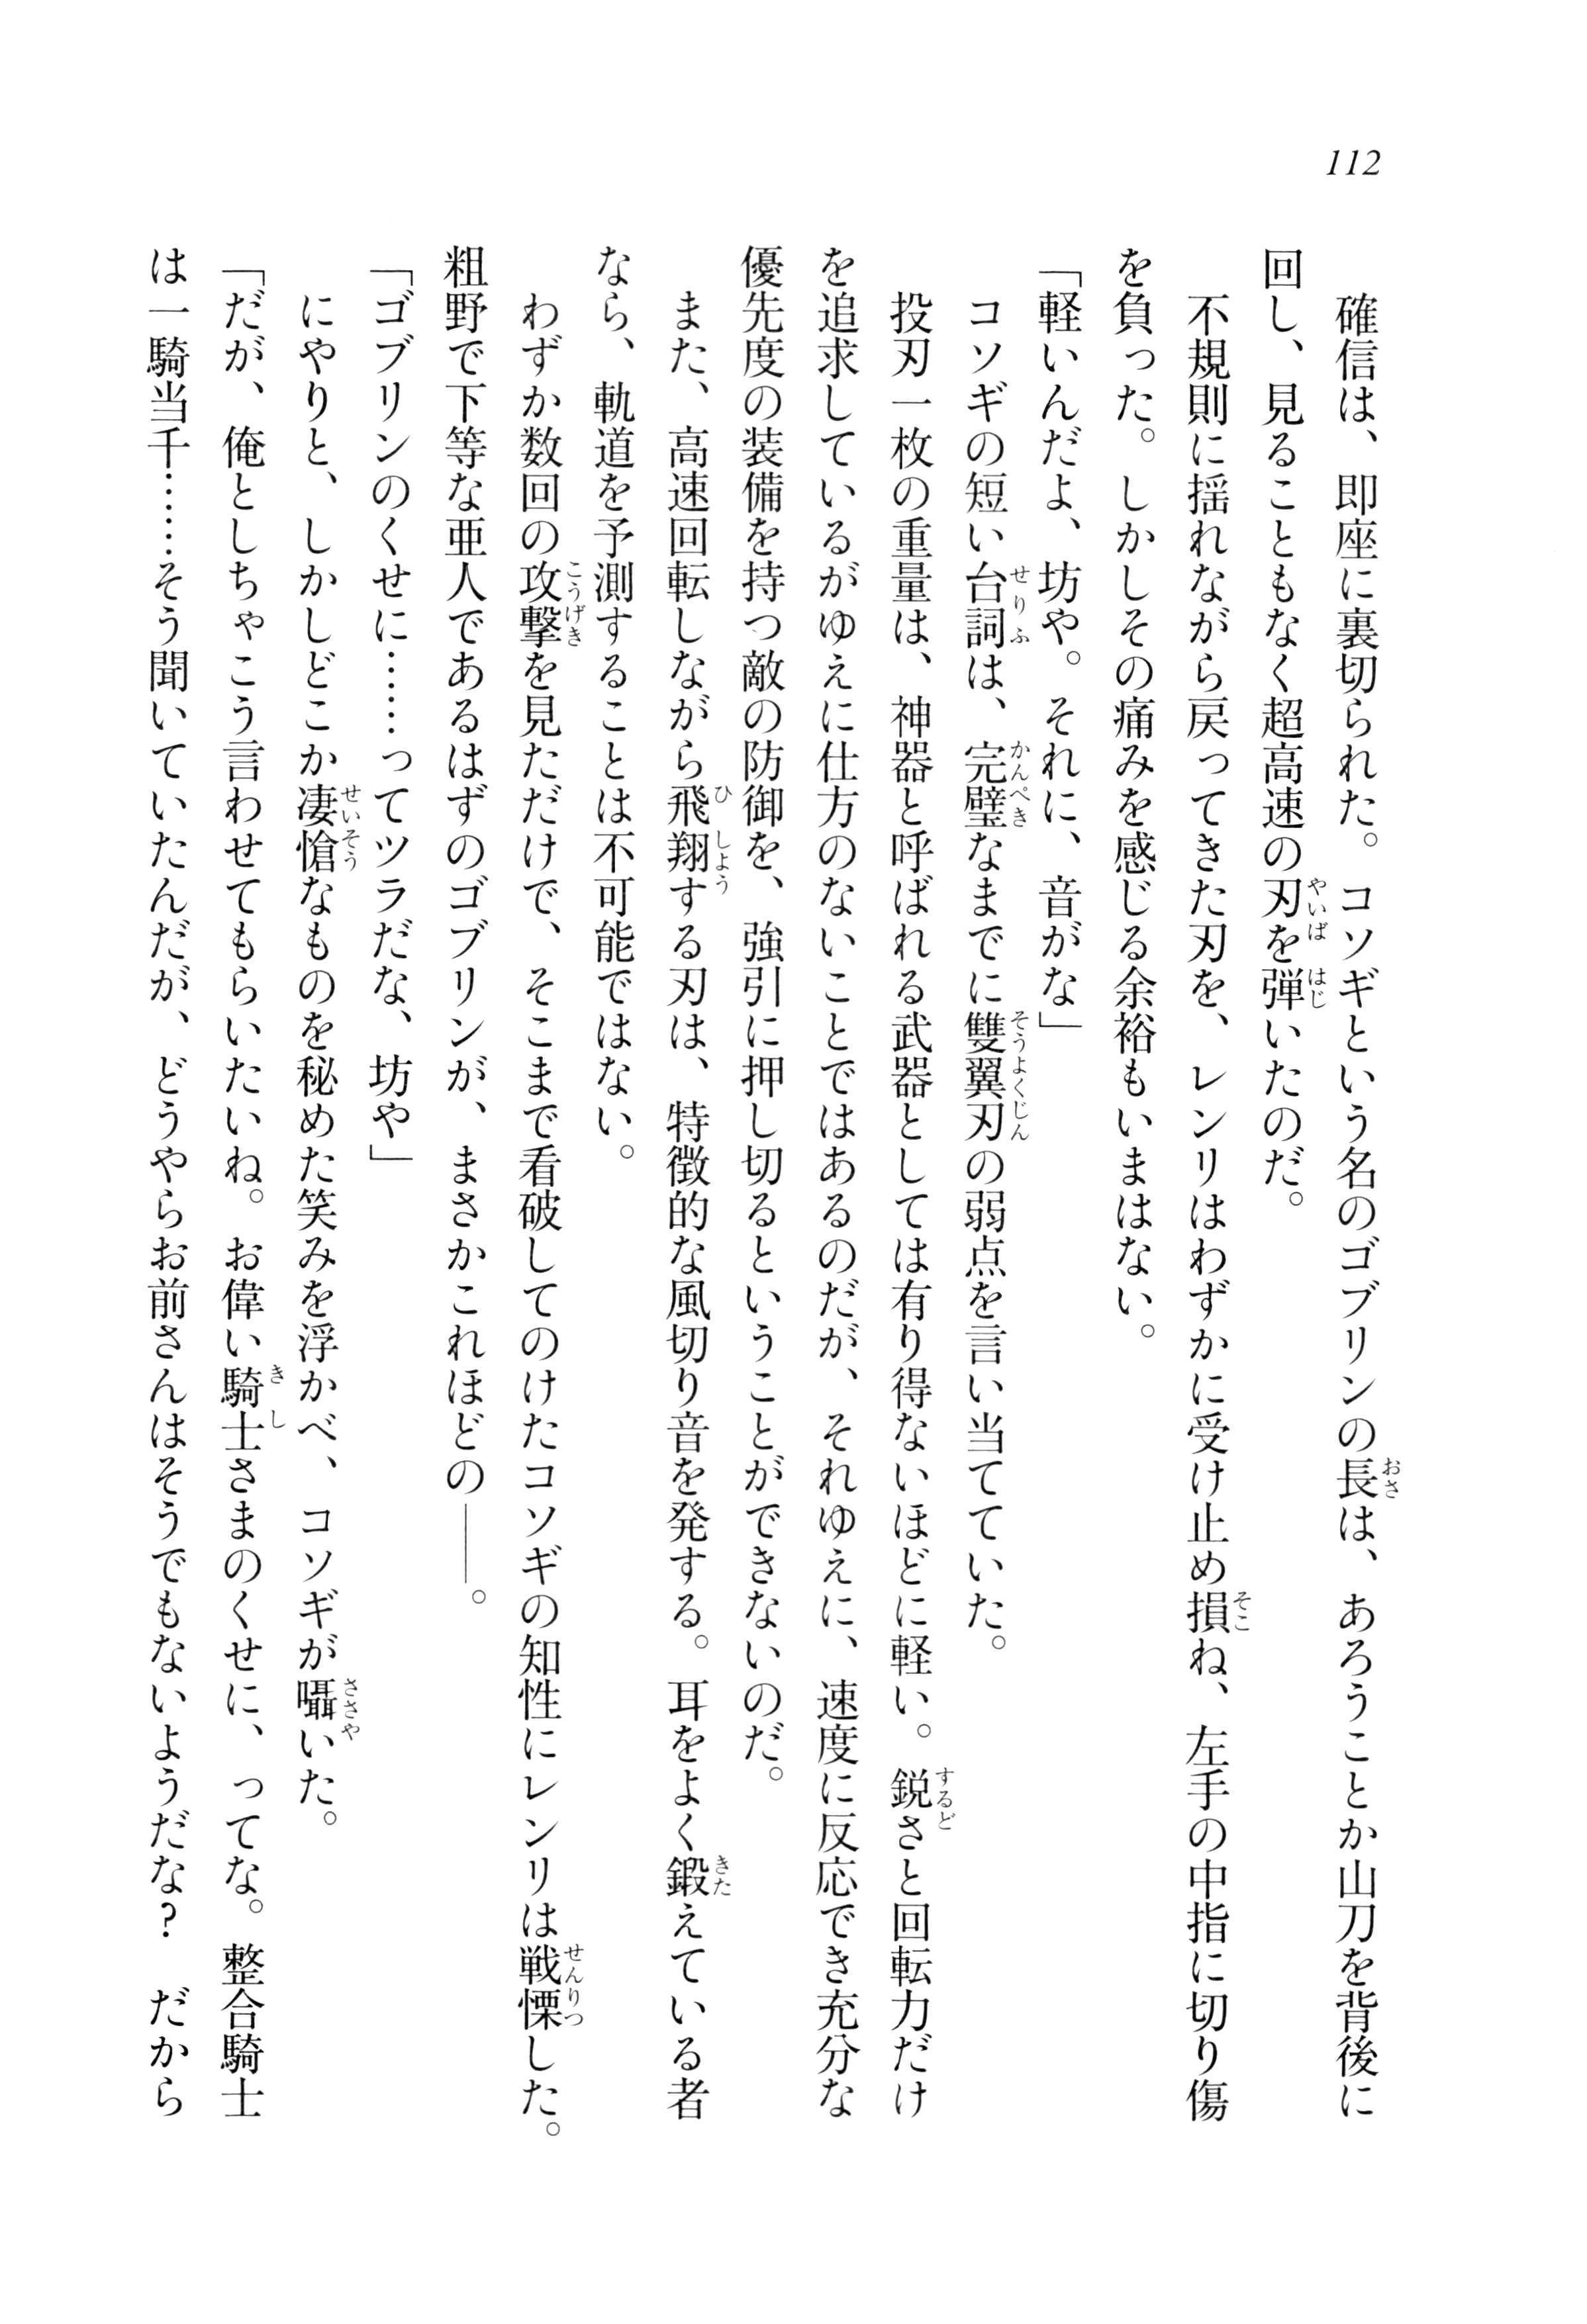 112
確信は、即座に裏切られた。コソギという名のゴブリンの長は、あろうことか山刀を背後に
回し、見ることもなく超高速の刃を弾いたのだ。
不規則に揺れながら戻ってきた刃を、レンリはわずかに受け止め損ね、左手の中指に切り傷
を負った。しかしその痛みを感じる余裕もいまはない。
「軽いんだよ、坊や。それに、音がな」
コソギの短い台詞は、完璧なまでに雙翼刃の弱点を言い当てていた。
投刃一枚の重量は、神器と呼ばれる武器としては有り得ないほどに軽い。鋭さと回転力だけ
を追求しているがゆえに仕方のないことではあるのだが、それゆえに、速度に反応でき充分な
優先度の装備を持つ敵の防御を、強引に押し切るということができないのだ。
また、高速回転しながら飛翔する刃は、特徴的な風切り音を発する。耳をよく鍛えている者
なら、軌道を予測することは不可能ではない。
わずか数回の攻撃を見ただけで、そこまで看破してのけたコソギの知性にレンリは戦慄した。
粗野で下等な亜人であるはずのゴブリンが、まさかこれほどの――。
「ゴブリンのくせに……ってツラだな、坊や」
にやりと、しかしどこか凄愴なものを秘めた笑みを浮かべ、コソギが囁いた。
「だが、俺としちゃこう言わせてもらいたいね。お偉い騎士さまのくせに、ってな。整合騎士
は一騎当千……そう聞いていたんだが、どうやらお前さんはそうでもないようだな？　だから